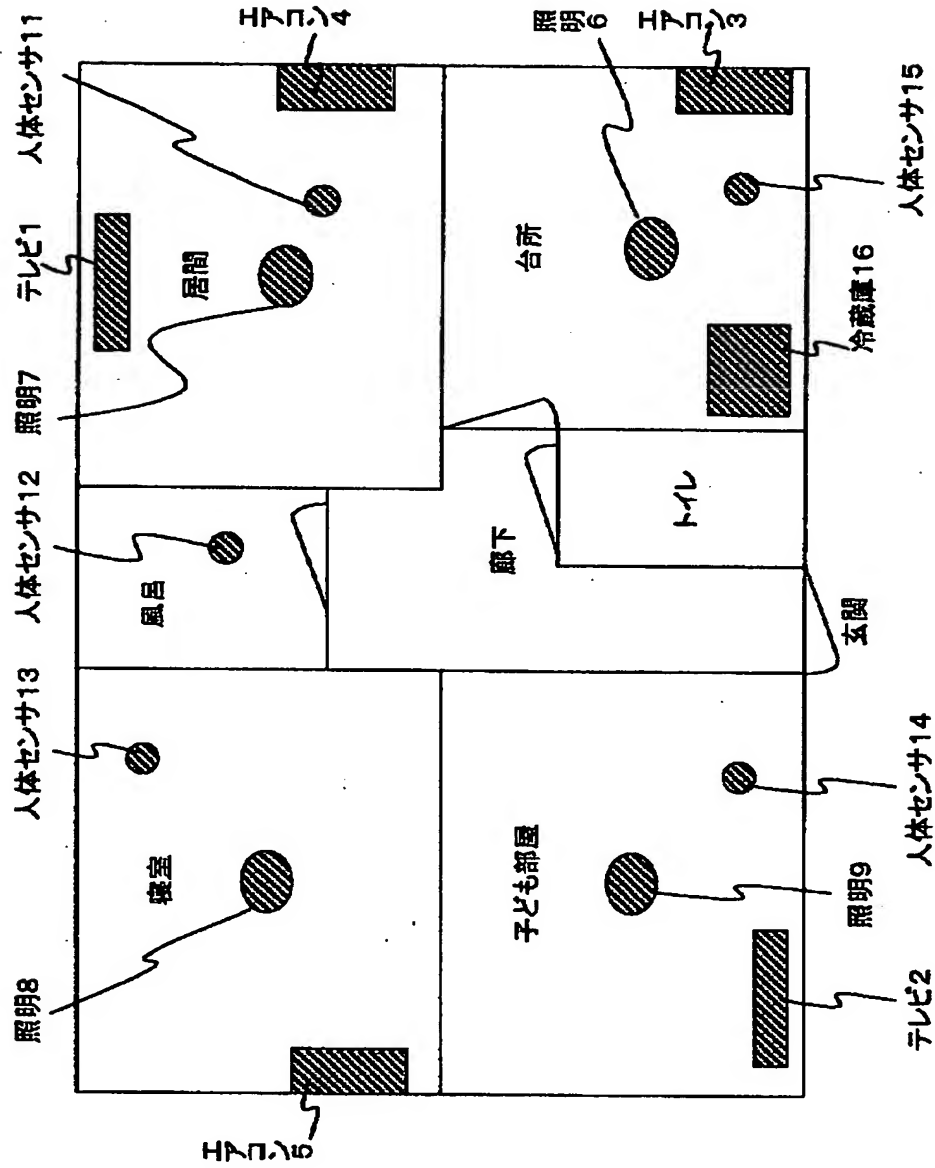 人体センサ13
人体センサ12
照明7
テレビ1
人体センサ11
エアコン4
照明8
寝室
風呂
居間
エアコン5
廊下
台所
照明6
エアコン3
子ども部屋
トイレ
テレビ2
照明9
人体センサ14
玄関
冷蔵庫16
人体センサ15